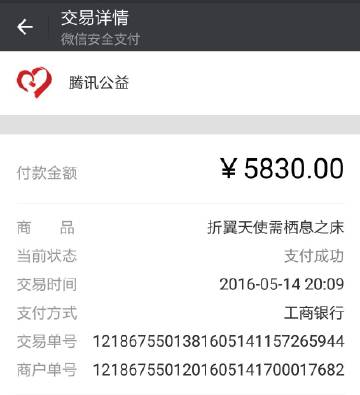 交易详情
微信安全支付
腾讯公益
付款金额 ￥5830.00
商 品 折翼天使需栖息之床
当前状态 支付成功
交易时间 2016-05-14 20:09
支付方式 工商银行
交易单号 1218675501381605141157265944
商户单号 1218675501201605141700017682